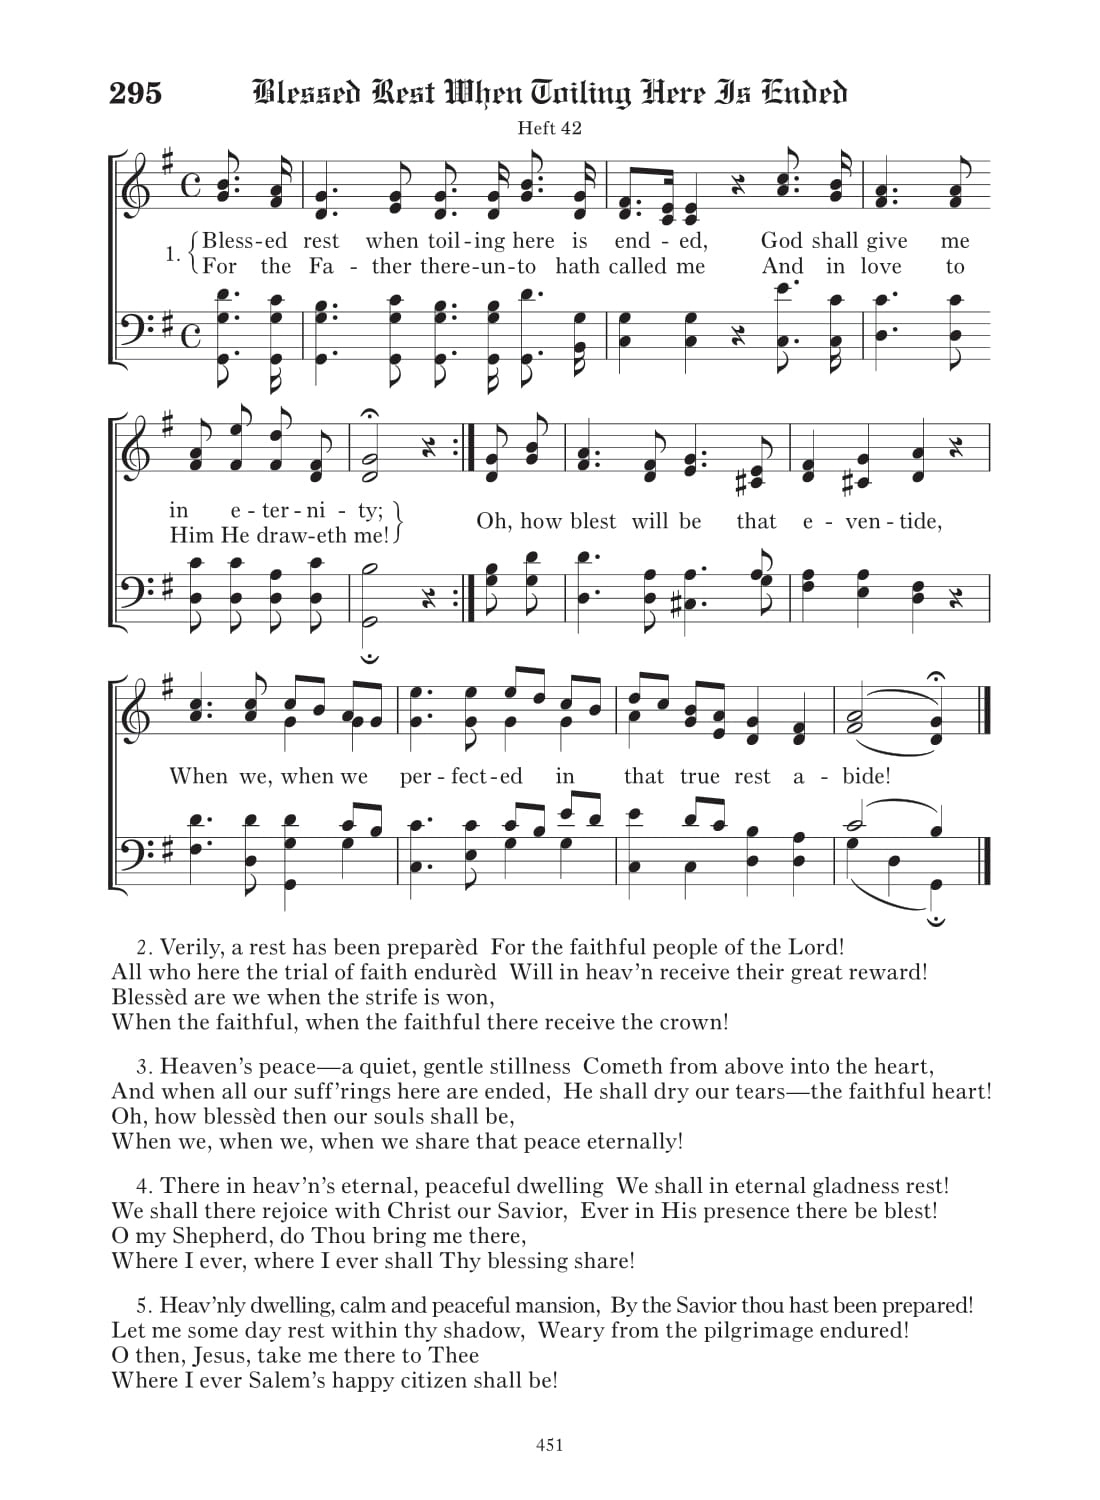 295 Blessed Rest When Toiling Here Is Ended
Heft 42
1. Bless-ed rest when toil-ing here is end - ed, God shall give me
For the Fa - ther there-un-to hath called me And in love to
in e - ter - ni - ty;
Him He draw-eth me!
Oh, how blest will be that e - ven - tide,
When we, when we per - fect-ed in that true rest a - bide!
2. Verily, a rest has been preparèd For the faithful people of the Lord!
All who here the trial of faith endurèd Will in heav’n receive their great reward!
Blessèd are we when the strife is won,
When the faithful, when the faithful there receive the crown!
3. Heaven’s peace—a quiet, gentle stillness Cometh from above into the heart,
And when all our suff’rings here are ended, He shall dry our tears—the faithful heart!
Oh, how blessèd then our souls shall be,
When we, when we, when we share that peace eternally!
4. There in heav’n’s eternal, peaceful dwelling We shall in eternal gladness rest!
We shall there rejoice with Christ our Savior, Ever in His presence there be blest!
O my Shepherd, do Thou bring me there,
Where I ever, where I ever shall Thy blessing share!
5. Heav’nly dwelling, calm and peaceful mansion, By the Savior thou hast been prepared!
Let me some day rest within thy shadow, Weary from the pilgrimage endured!
O then, Jesus, take me there to Thee
Where I ever Salem’s happy citizen shall be!
451